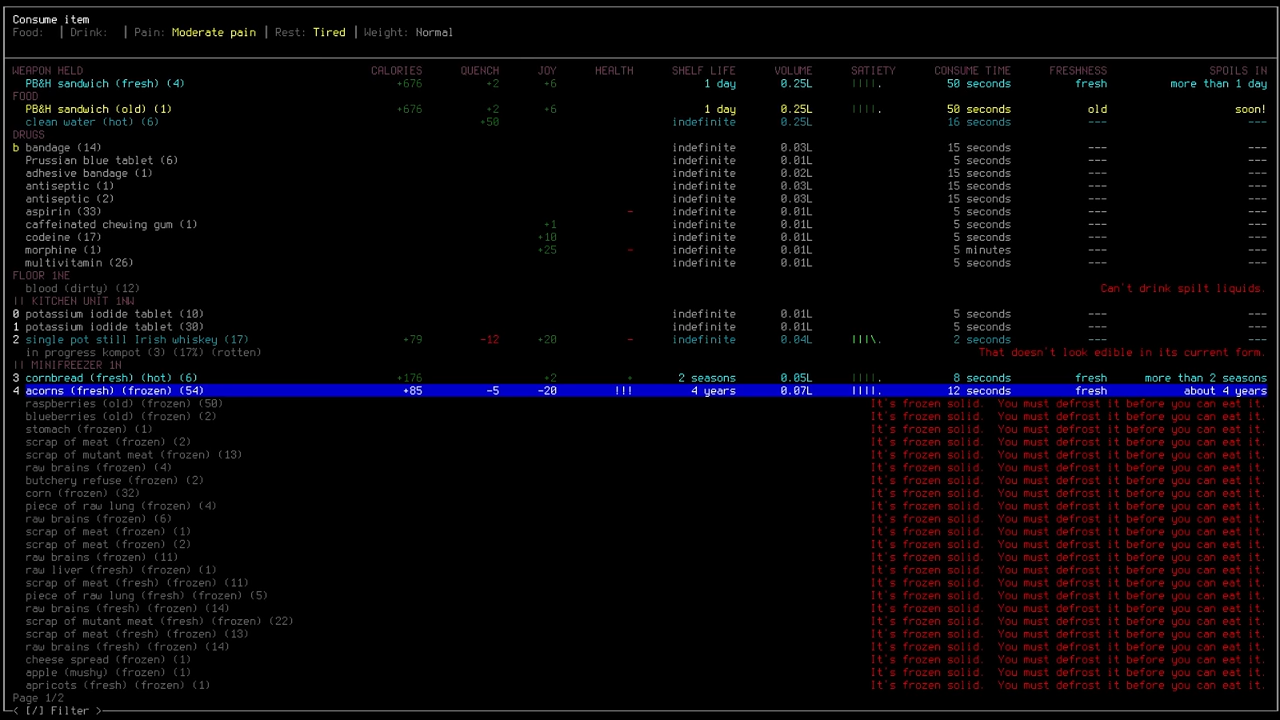 Consume item
Food: | Drink: | Pain: Moderate pain | Rest: Tired | Weight: Normal
WEAPON HELD CALORIES QUENCH JOY HEALTH SHELF LIFE VOLUME SATIETY CONSUME TIME FRESHNESS SPOILS IN
PB&H sandwich (fresh) (4) +676 +2 +6 1 day 0.25L ||||. 50 seconds fresh more than 1 day
FOOD
PB&H sandwich (old) (1) +676 +2 +6 1 day 0.25L ||||. 50 seconds old soon!
clean water (hot) (6) +50 indefinite 0.25L 16 seconds --- ---
DRUGS
b bandage (14) indefinite 0.03L 15 seconds --- ---
Prussian blue tablet (6) indefinite 0.01L 5 seconds --- ---
adhesive bandage (1) indefinite 0.03L 15 seconds --- ---
antiseptic (1) indefinite 0.03L 15 seconds --- ---
antiseptic (2) indefinite 0.03L 15 seconds --- ---
aspirin (33) - indefinite 0.01L 5 seconds --- ---
caffeinated chewing gum (1) +1 indefinite 0.01L 5 seconds --- ---
codeine (17) +10 indefinite 0.01L 5 seconds --- ---
morphine (1) +25 - indefinite 0.01L 5 minutes --- ---
multivitamin (26) indefinite 0.01L 5 seconds --- ---
FLOOR 1NE
blood (dirty) (12) Can't drink spilt liquids.
|| KITCHEN UNIT 1NW
0 potassium iodide tablet (10) indefinite 0.01L 5 seconds --- ---
1 potassium iodide tablet (30) indefinite 0.01L 5 seconds --- ---
2 single pot still Irish whiskey (17) +79 -12 +20 - indefinite 0.04L |||\. 2 seconds --- ---
in progress kompot (3) (17%) (rotten) That doesn't look edible in its current form.
|| MINIFREEZER 1N
3 cornbread (fresh) (hot) (6) +176 +2 + 2 seasons 0.05L ||||. 8 seconds fresh more than 2 seasons
4 acorns (fresh) (frozen) (54) +85 -5 -20 !!! 4 years 0.07L ||||. 12 seconds fresh about 4 years
raspberries (old) (frozen) (50) It's frozen solid. You must defrost it before you can eat it.
blueberries (old) (frozen) (2) It's frozen solid. You must defrost it before you can eat it.
stomach (frozen) (1) It's frozen solid. You must defrost it before you can eat it.
scrap of meat (frozen) (2) It's frozen solid. You must defrost it before you can eat it.
scrap of mutant meat (frozen) (13) It's frozen solid. You must defrost it before you can eat it.
raw brains (frozen) (4) It's frozen solid. You must defrost it before you can eat it.
butchery refuse (frozen) (2) It's frozen solid. You must defrost it before you can eat it.
corn (frozen) (32) It's frozen solid. You must defrost it before you can eat it.
piece of raw lung (frozen) (4) It's frozen solid. You must defrost it before you can eat it.
raw brains (frozen) (6) It's frozen solid. You must defrost it before you can eat it.
scrap of meat (frozen) (1) It's frozen solid. You must defrost it before you can eat it.
scrap of meat (frozen) (2) It's frozen solid. You must defrost it before you can eat it.
raw brains (frozen) (11) It's frozen solid. You must defrost it before you can eat it.
raw liver (fresh) (frozen) (1) It's frozen solid. You must defrost it before you can eat it.
scrap of meat (fresh) (frozen) (11) It's frozen solid. You must defrost it before you can eat it.
piece of raw lung (fresh) (frozen) (5) It's frozen solid. You must defrost it before you can eat it.
raw brains (fresh) (frozen) (14) It's frozen solid. You must defrost it before you can eat it.
scrap of mutant meat (fresh) (frozen) (22) It's frozen solid. You must defrost it before you can eat it.
scrap of meat (fresh) (frozen) (13) It's frozen solid. You must defrost it before you can eat it.
raw brains (fresh) (frozen) (14) It's frozen solid. You must defrost it before you can eat it.
cheese spread (frozen) (1) It's frozen solid. You must defrost it before you can eat it.
apple (mushy) (frozen) (1) It's frozen solid. You must defrost it before you can eat it.
apricots (fresh) (frozen) (1) It's frozen solid. You must defrost it before you can eat it.
Page 1/2
< [/] Filter >